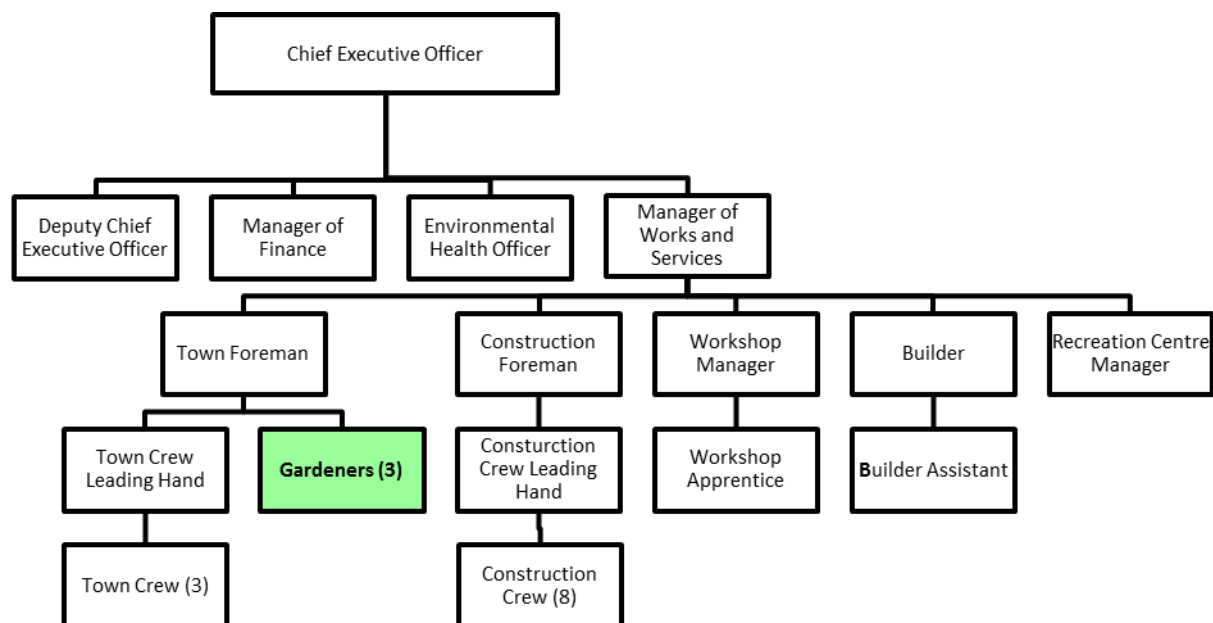 Chief Executive Officer
Deputy Chief
Executive Officer
Manager of
Finance
Environmental
Health Officer
Manager of
Works and
Services
Town Foreman
Construction
Foreman
Workshop
Manager
Builder
Recreation Centre
Manager
Town Crew
Leading Hand
Gardeners (3)
Consturction
Crew Leading
Hand
Workshop
Apprentice
Builder Assistant
Town Crew (3)
Construction
Crew (8)